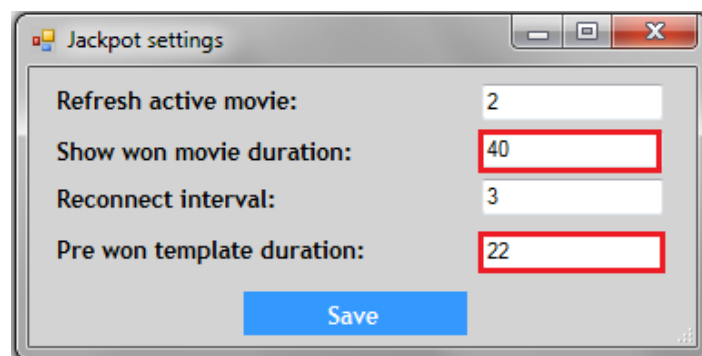 Jackpot settings
Refresh active movie: 2
Show won movie duration: 40
Reconnect interval: 3
Pre won template duration: 22
Save